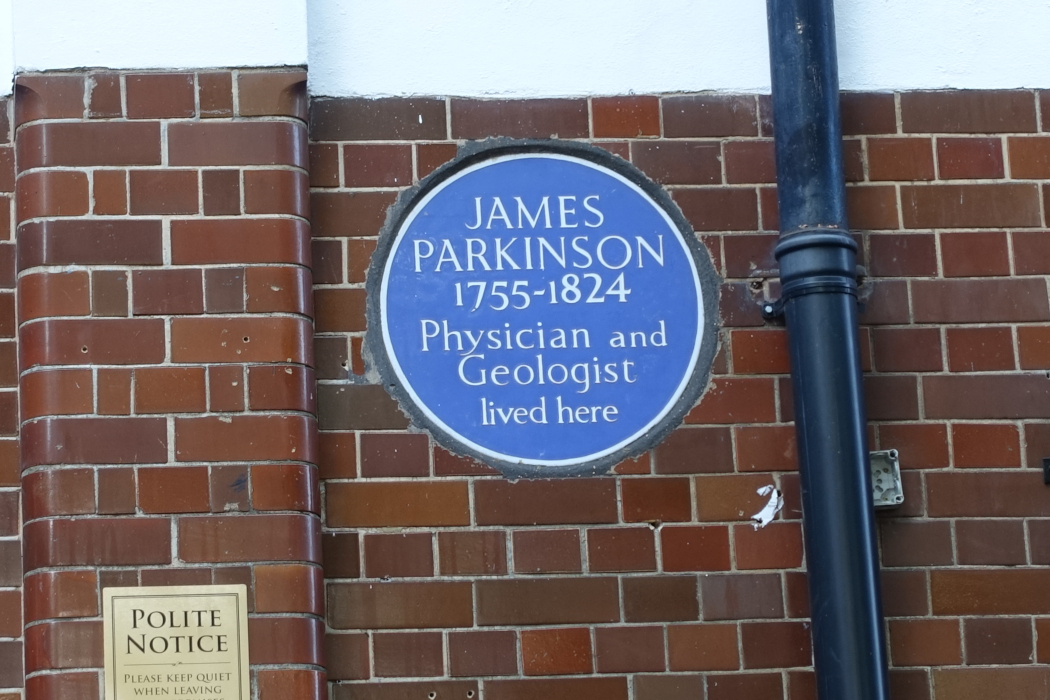 JAMES
PARKINSON
1755-1824
Physician and
Geologist
lived here
POLITE
NOTICE
PLEASE KEEP QUIET
WHEN LEAVING